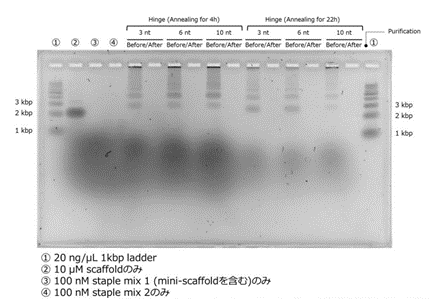 Hinge (Annealing for 4h) Hinge (Annealing for 22h)
Purification
① ② ③ ④ 3 nt 6 nt 10 nt 3 nt 6 nt 10 nt ①
Before/After Before/After Before/After Before/After Before/After Before/After
3 kbp 3 kbp
2 kbp 2 kbp
1 kbp 1 kbp
① 20 ng/μL 1kbp ladder
② 10 μM scaffoldのみ
③ 100 nM staple mix 1 (mini-scaffoldを含む)のみ
④ 100 nM staple mix 2のみ